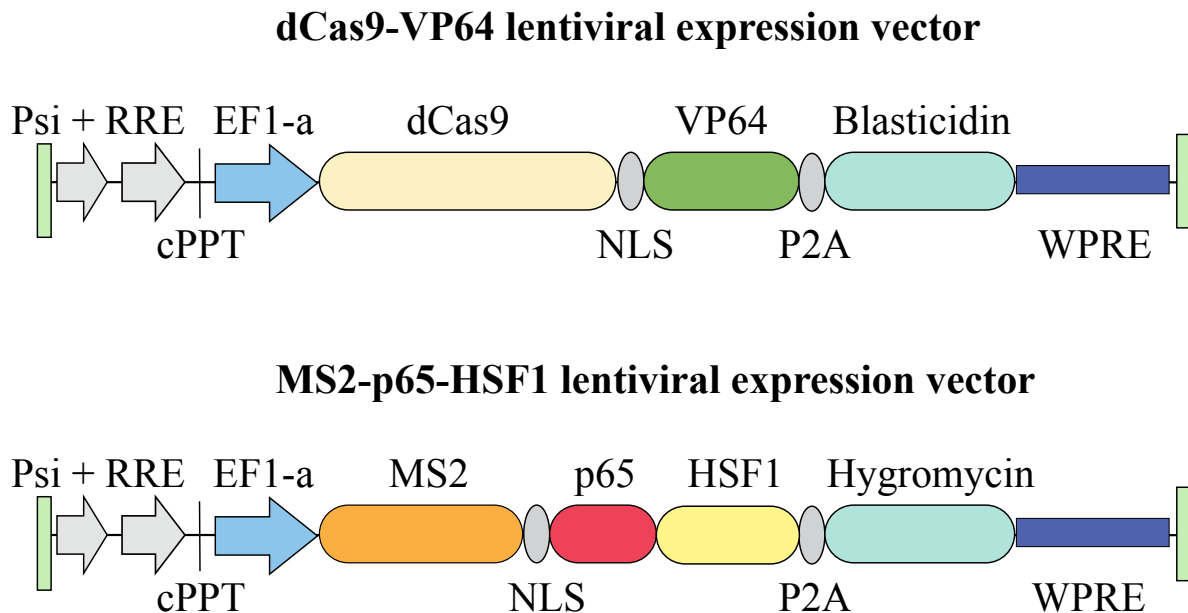 dCas9-VP64 lentiviral expression vector
Psi + RRE EF1-a dCas9 VP64 Blasticidin
cPPT NLS P2A WPRE
MS2-p65-HSF1 lentiviral expression vector
Psi + RRE EF1-a MS2 p65 HSF1 Hygromycin
cPPT NLS P2A WPRE